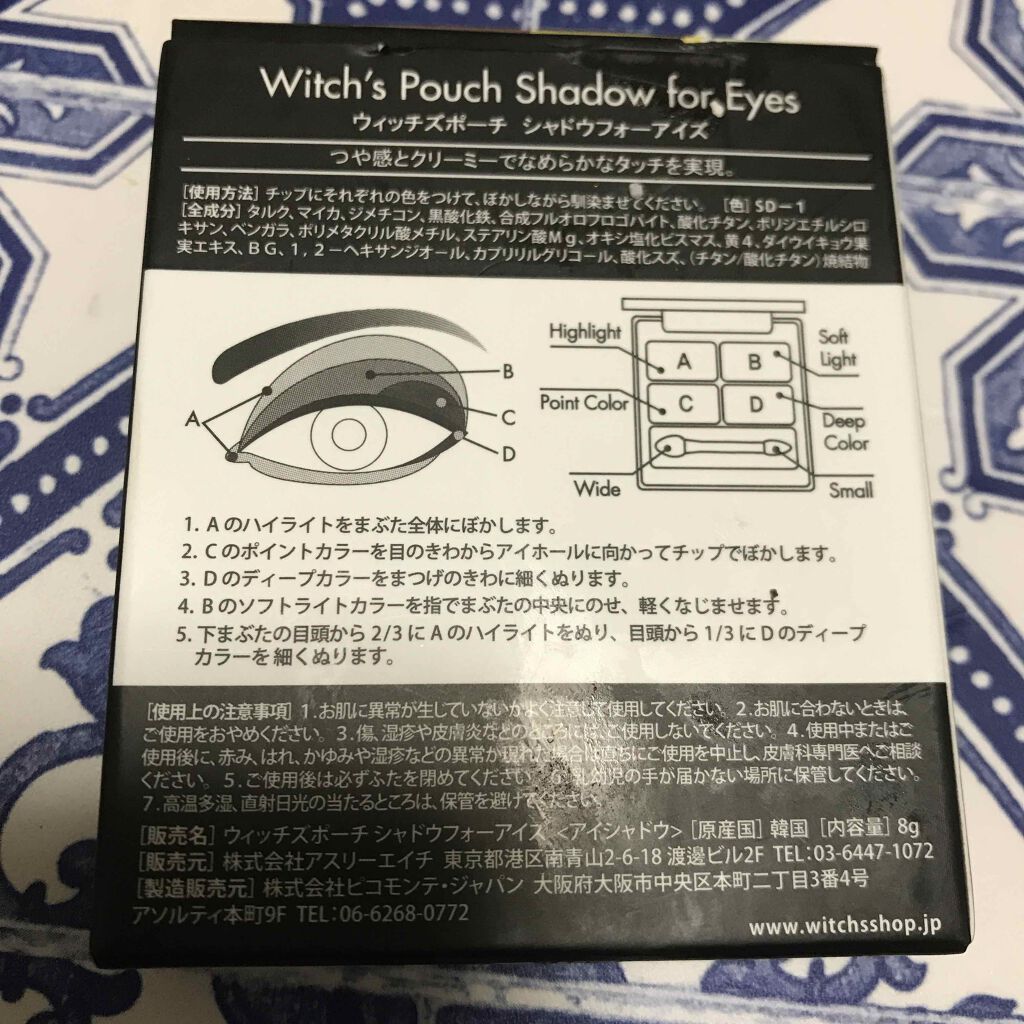 Witch's Pouch Shadow for Eyes
ウィッチズポーチ シャドウフォーアイズ
つや感とクリーミーでなめらかなタッチを実現。
[使用方法] チップにそれぞれの色をつけて、ぼかしながら馴染ませてください。 [色] SD-1
[全成分] タルク、マイカ、ジメチコン、黒酸化鉄、合成フルオロフロゴパイト、酸化チタン、ポリジエチルシロ
キサン、ベンガラ、ポリメタクリル酸メチル、ステアリン酸Mg、オキシ塩化ビスマス、黄4、ダイウイキョウ果
実エキス、BG、1,2-ヘキサンジオール、カプリリルグリコール、酸化スズ、(チタン/酸化チタン)焼結物
A
B
C
D
Highlight
Soft
Light
A
B
Point Color
C
D
Deep
Color
Wide
Small
1. Aのハイライトをまぶた全体にぼかします。
2. Cのポイントカラーを目のきわからアイホールに向かってチップでぼかします。
3. Dのディープカラーをまつげのきわに細くぬります。
4. Bのソフトライトカラーを指でまぶたの中央にのせ、軽くなじませます。
5. 下まぶたの目頭から 2/3 に A のハイライトをぬり、目頭から 1/3 に D のディープ
カラーを 細くぬります。
[使用上の注意事項] 1.お肌に異常が生じていないかよく注意して使用してください。2.お肌に合わないときは、
ご使用をおやめください。3.傷、湿疹や皮膚炎などのところには、ご使用しないでください。4.使用中またはご
使用後に、赤み、はれ、かゆみや湿疹などの異常が現れた場合は直ちにご使用を中止し、皮膚科専門医へご相談
ください。5.ご使用後は必ずふたを閉めてください。6.乳幼児の手が届かない場所に保管してください。
7.高温多湿、直射日光の当たるところは、保管を避けてください。
[販売名] ウィッチズポーチ シャドウフォーアイズ <アイシャドウ> [原産国] 韓国 [内容量] 8g
[販売元] 株式会社アスリーエイチ 東京都港区南青山2-6-18 渡邊ビル2F TEL:03-6447-1072
[製造販売元] 株式会社ピコモンテ・ジャパン 大阪府大阪市中央区本町二丁目3番4号
アソルティ本町9F TEL:06-6268-0772
www.witchsshop.jp